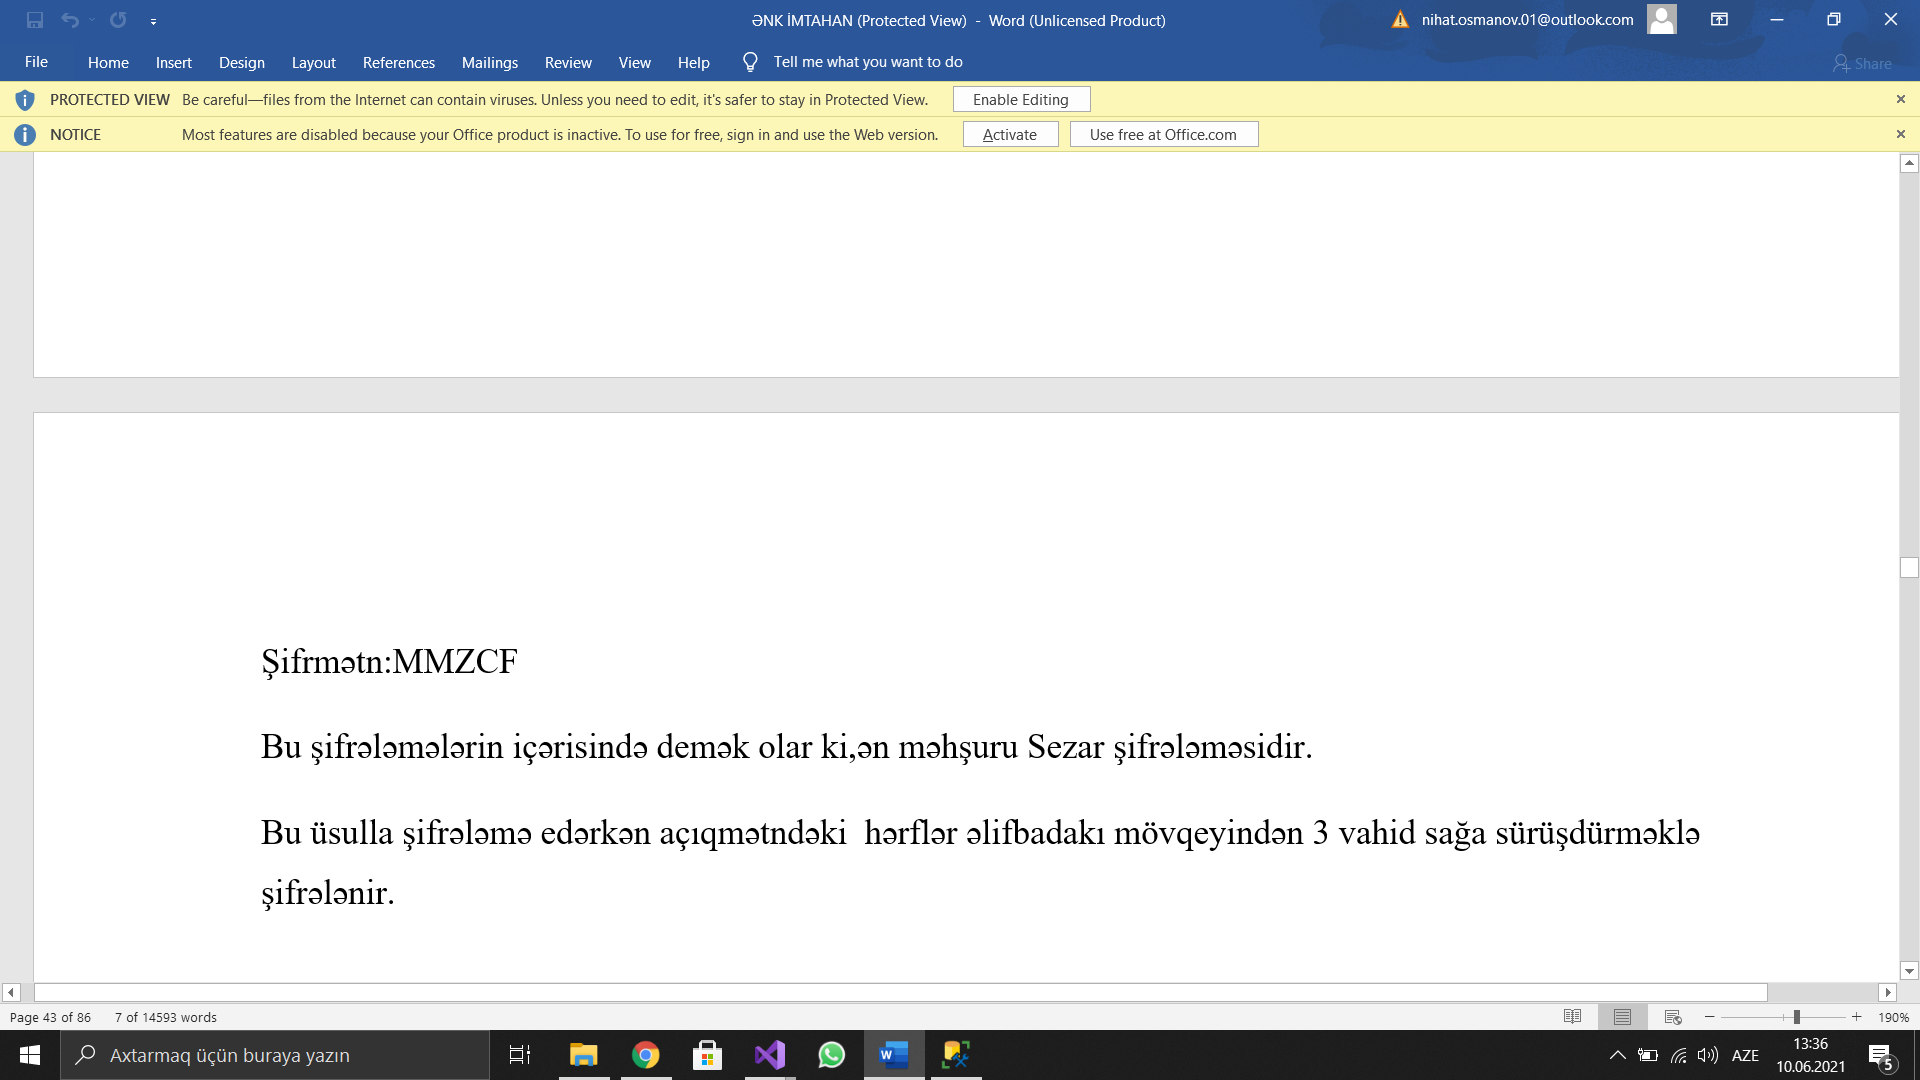 ƏNK İMTAHAN (Protected View) - Word (Unlicensed Product)
nihat.osmanov.01@outlook.com
File Home Insert Design Layout References Mailings Review View Help Tell me what you want to do Share
PROTECTED VIEW Be careful—files from the Internet can contain viruses. Unless you need to edit, it's safer to stay in Protected View. Enable Editing
NOTICE Most features are disabled because your Office product is inactive. To use for free, sign in and use the Web version. Activate Use free at Office.com
Şifrmətn:MMZCF
Bu şifrələmələrin içərisində demək olar ki,ən məhşuru Sezar şifrələməsidir.
Bu üsulla şifrələmə edərkən açıqmətndəki hərflər əlifbadakı mövqeyindən 3 vahid sağa sürüşdürməklə
şifrələnir.
Page 43 of 86 7 of 14593 words 190%
Axtarmaq üçün buraya yazın
AZE
13:36
10.06.2021
5